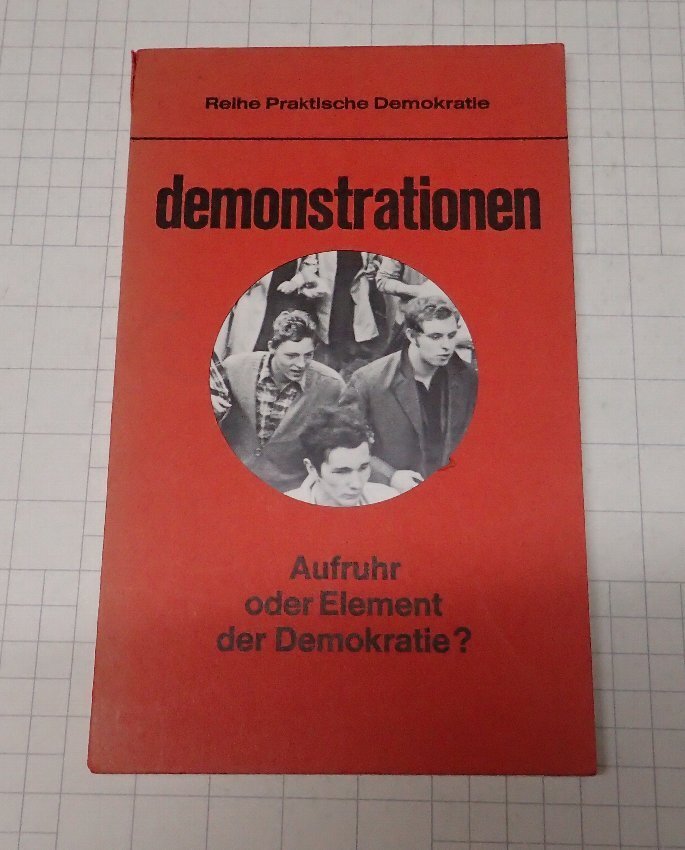 Reihe Praktische Demokratie
demonstrationen
Aufruhr
oder Element
der Demokratie?